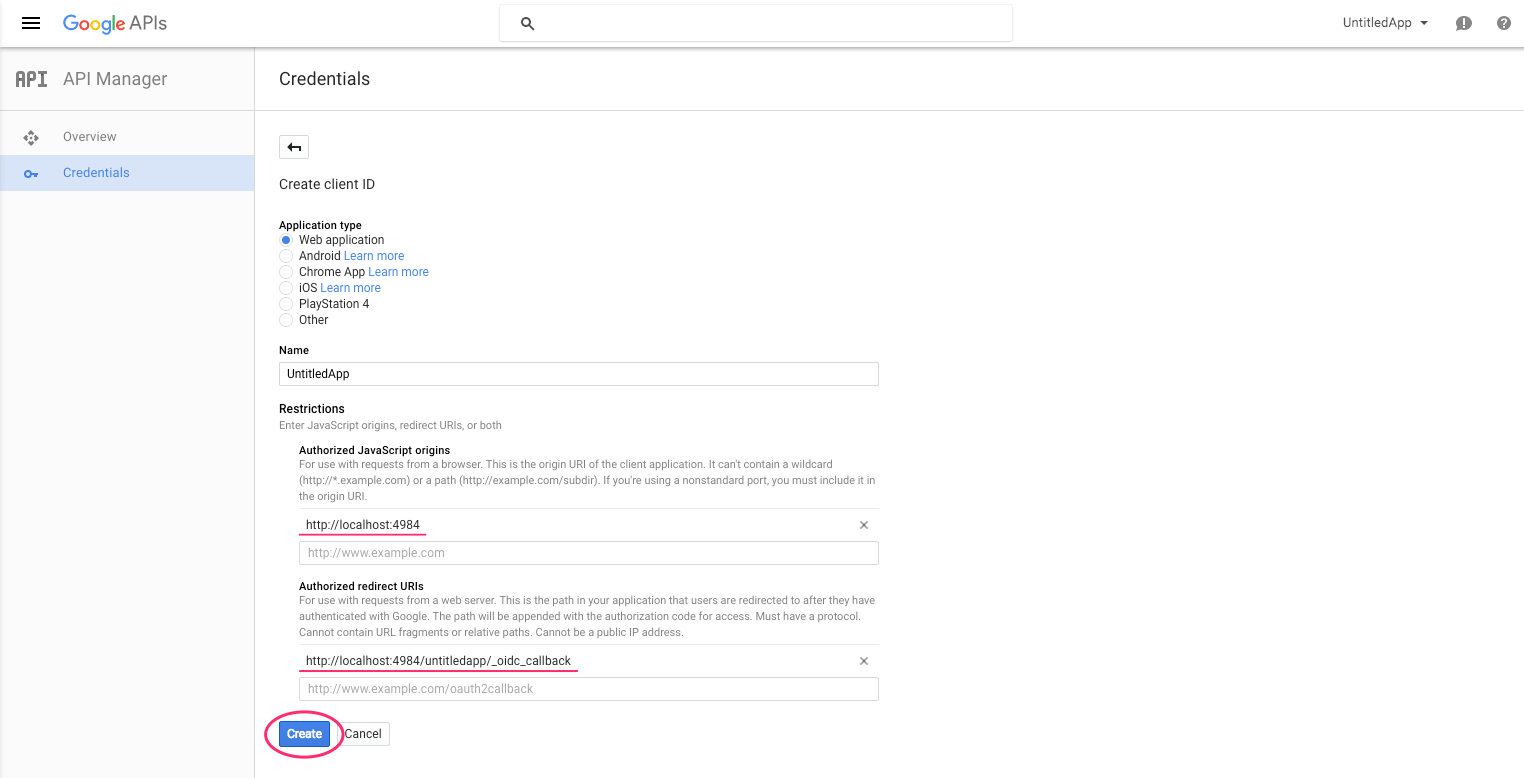 Google APIs
UntitledApp
API API Manager
Credentials
Overview
Credentials
Create client ID
Application type
Web application
Android Learn more
Chrome App Learn more
iOS Learn more
PlayStation 4
Other
Name
UntitledApp
Restrictions
Enter JavaScript origins, redirect URIs, or both
Authorized JavaScript origins
For use with requests from a browser. This is the origin URI of the client application. It can't contain a wildcard
(http://*.example.com) or a path (http://example.com/subdir). If you're using a nonstandard port, you must include it in
the origin URI.
http://localhost:4984
http://www.example.com
Authorized redirect URIs
For use with requests from a web server. This is the path in your application that users are redirected to after they have
authenticated with Google. The path will be appended with the authorization code for access. Must have a protocol.
Cannot contain URL fragments or relative paths. Cannot be a public IP address.
http://localhost:4984/untitledapp/_oidc_callback
http://www.example.com/oauth2callback
Create Cancel